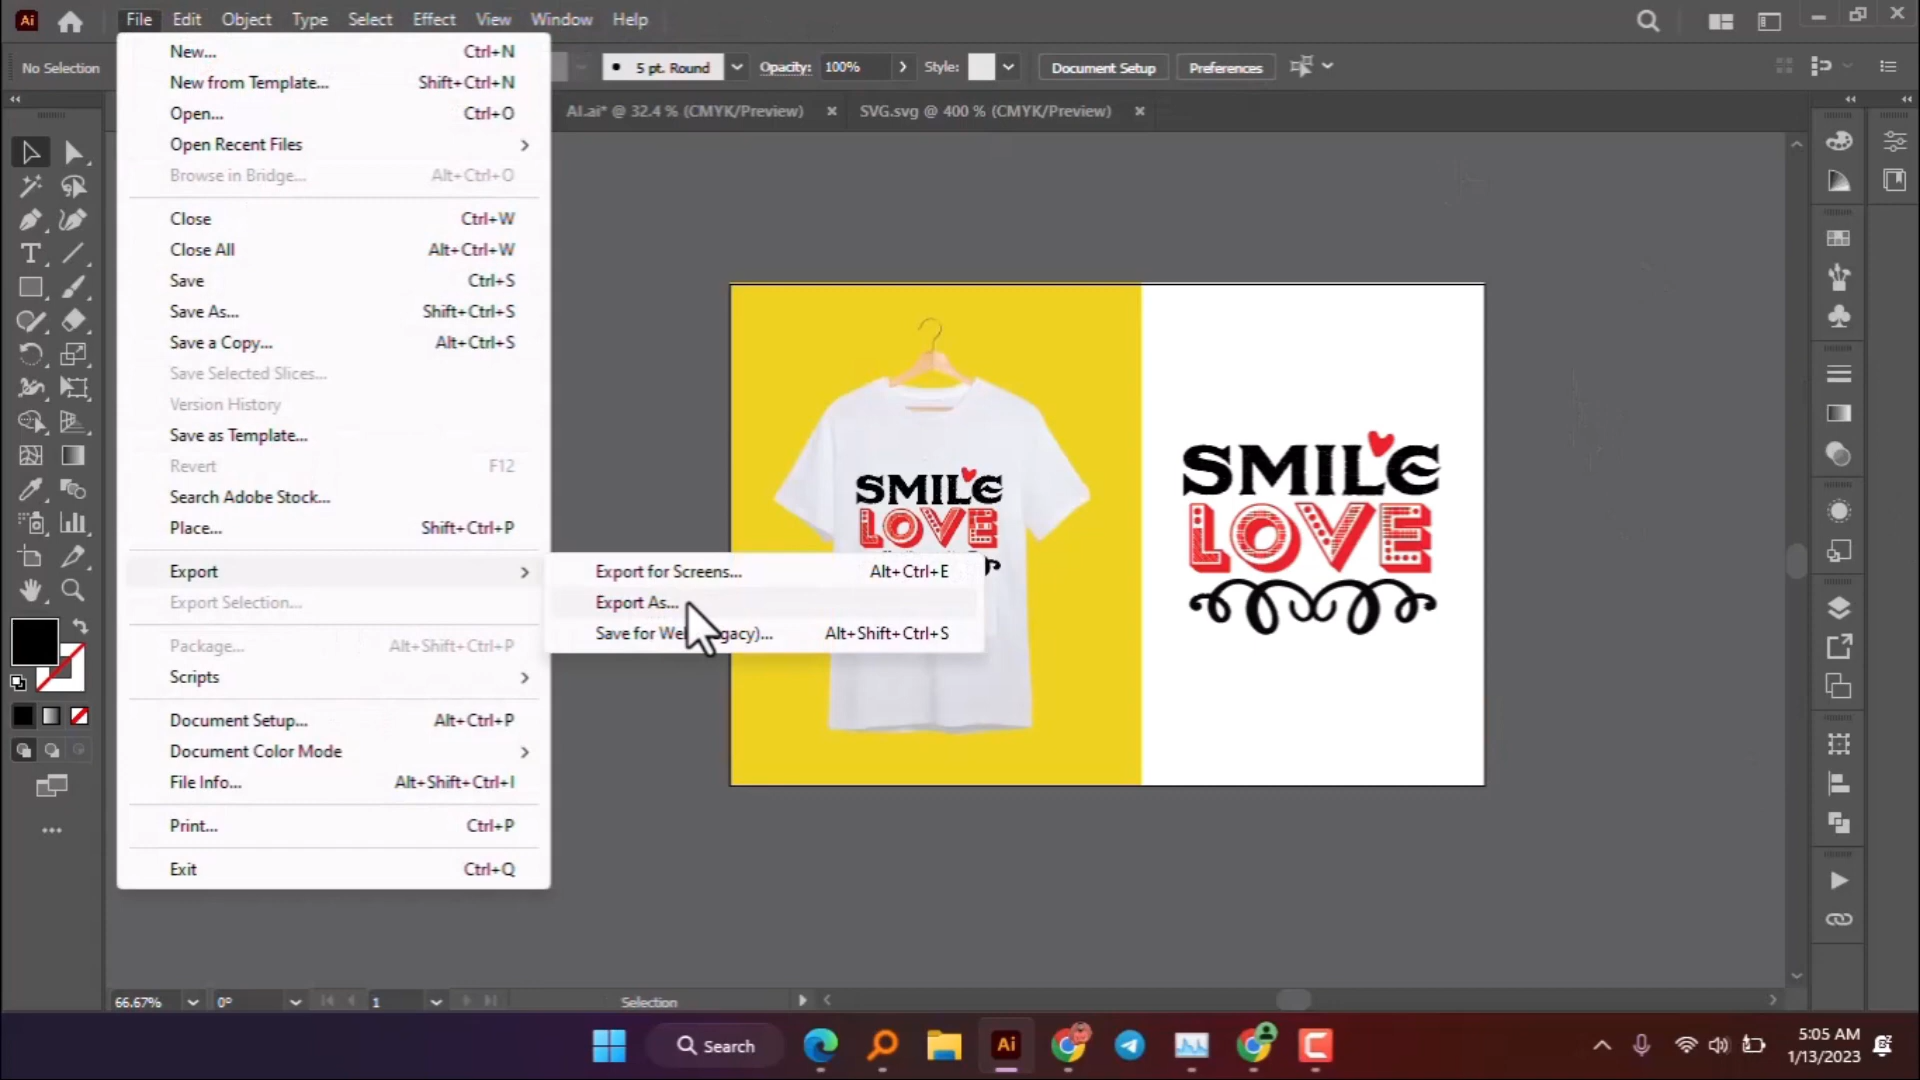 Ai File Edit Object Type Select Effect View Window Help
No Selection 5 pt. Round Opacity: 100% Style: Document Setup Preferences
AI.ai* @ 32.4 % (CMYK/Preview) × SVG.svg @ 400 % (CMYK/Preview) ×
New... Ctrl+N
New from Template... Shift+Ctrl+N
Open... Ctrl+O
Open Recent Files
Browse in Bridge... Alt+Ctrl+O
Close Ctrl+W
Close All Alt+Ctrl+W
Save Ctrl+S
Save As... Shift+Ctrl+S
Save a Copy... Alt+Ctrl+S
Save Selected Slices...
Version History
Save as Template...
Revert F12
Search Adobe Stock...
Place... Shift+Ctrl+P
Export
Export Selection...
Package... Alt+Shift+Ctrl+P
Scripts
Document Setup... Alt+Ctrl+P
Document Color Mode
File Info... Alt+Shift+Ctrl+I
Print... Ctrl+P
Exit Ctrl+Q
Export for Screens... Alt+Ctrl+E
Export As...
Save for Web (Legacy)... Alt+Shift+Ctrl+S
SMILE
LOVE
SMILE
LOVE
66.67% 0° 1 Selection
Search Ai
5:05 AM
1/13/2023